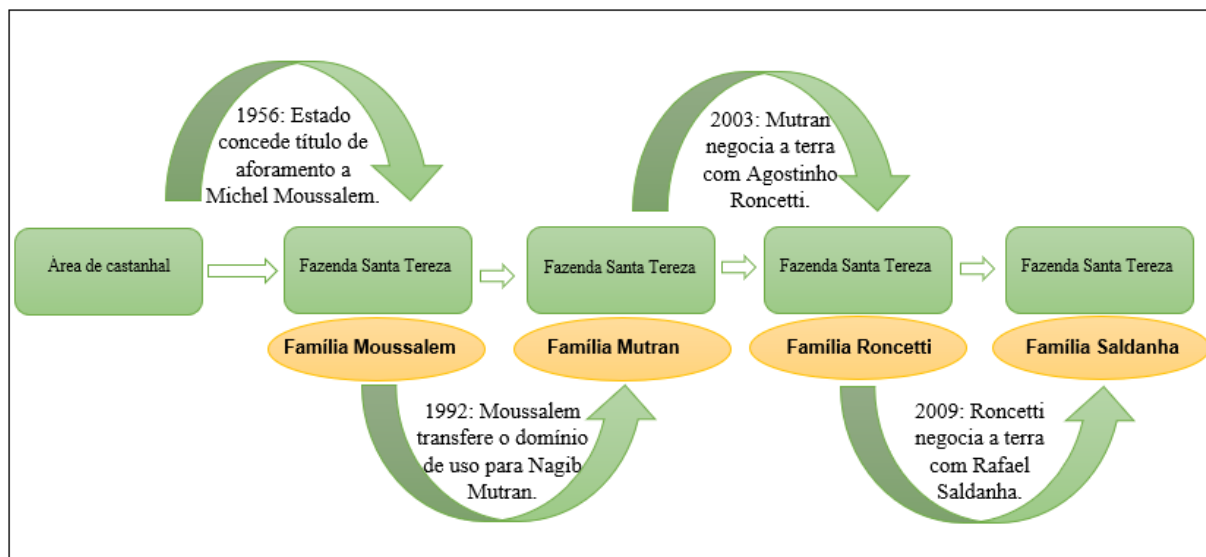 1956: Estado
concede título de
aforamento a
Michel Moussalem.
2003: Mutran
negocia a terra
com Agostinho
Roncetti.
Área de castanhal
Fazenda Santa Tereza
Fazenda Santa Tereza
Fazenda Santa Tereza
Fazenda Santa Tereza
Família Moussalem
Família Mutran
Família Roncetti
Família Saldanha
1992: Moussalem
transfere o domínio
de uso para Nagib
Mutran.
2009: Roncetti
negocia a terra
com Rafael
Saldanha.